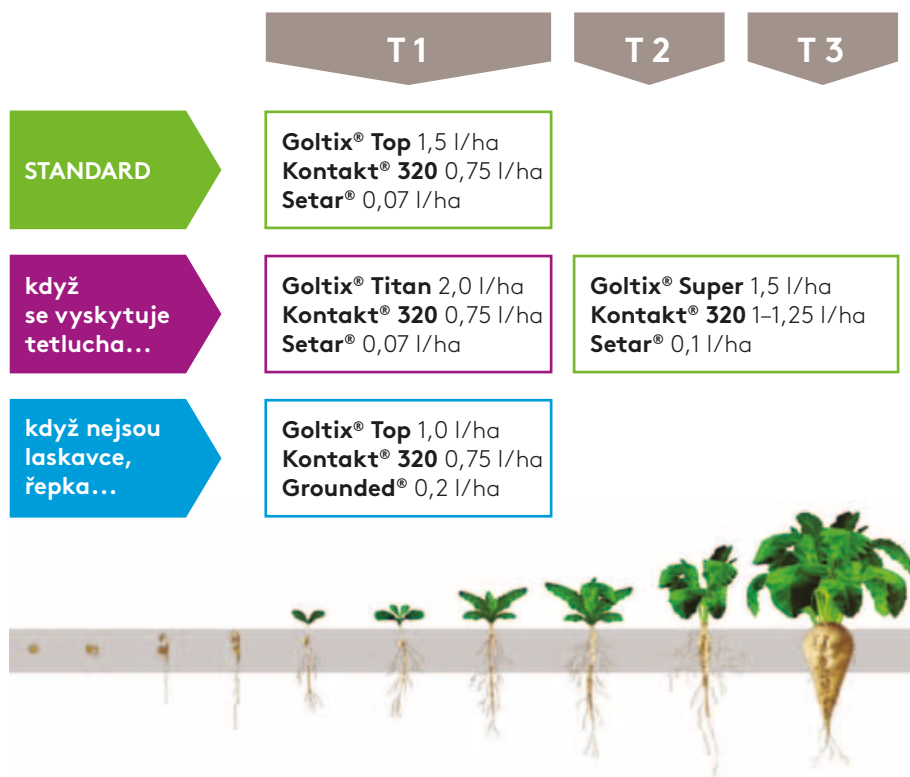 T 1
T 2
T 3
STANDARD
Goltix® Top 1,5 l/ha
Kontakt® 320 0,75 l/ha
Setar® 0,07 l/ha
když
se vyskytuje
tetlucha...
Goltix® Titan 2,0 l/ha
Kontakt® 320 0,75 l/ha
Setar® 0,07 l/ha
Goltix® Super 1,5 l/ha
Kontakt® 320 1–1,25 l/ha
Setar® 0,1 l/ha
když nejsou
laskavce,
řepka...
Goltix® Top 1,0 l/ha
Kontakt® 320 0,75 l/ha
Grounded® 0,2 l/ha